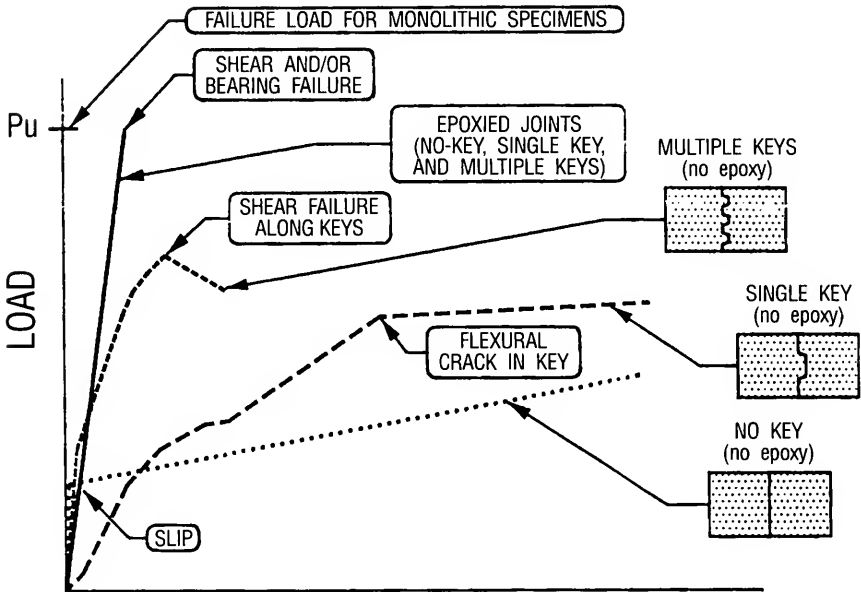 FAILURE LOAD FOR MONOLITHIC SPECIMENS
SHEAR AND/OR
BEARING FAILURE
Pu
EPOXIED JOINTS
(NO-KEY, SINGLE KEY,
AND MULTIPLE KEYS)
MULTIPLE KEYS
(no epoxy)
SHEAR FAILURE
ALONG KEYS
LOAD
SINGLE KEY
(no epoxy)
FLEXURAL
CRACK IN KEY
NO KEY
(no epoxy)
SLIP